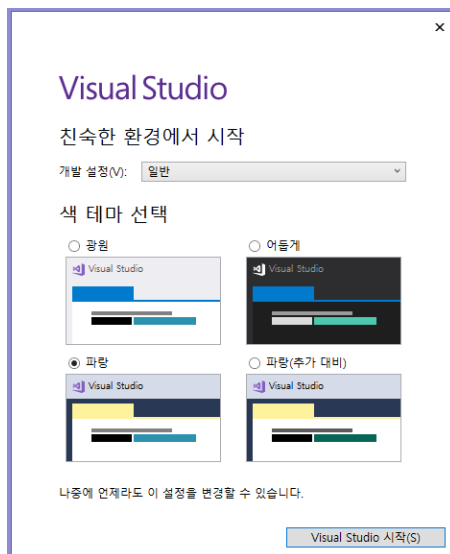 ×
Visual Studio
친숙한 환경에서 시작
개발 설정(V): 일반
색 테마 선택
광원 어둡게
Visual Studio Visual Studio
파랑 파랑(추가 대비)
Visual Studio Visual Studio
나중에 언제라도 이 설정을 변경할 수 있습니다.
Visual Studio 시작(S)